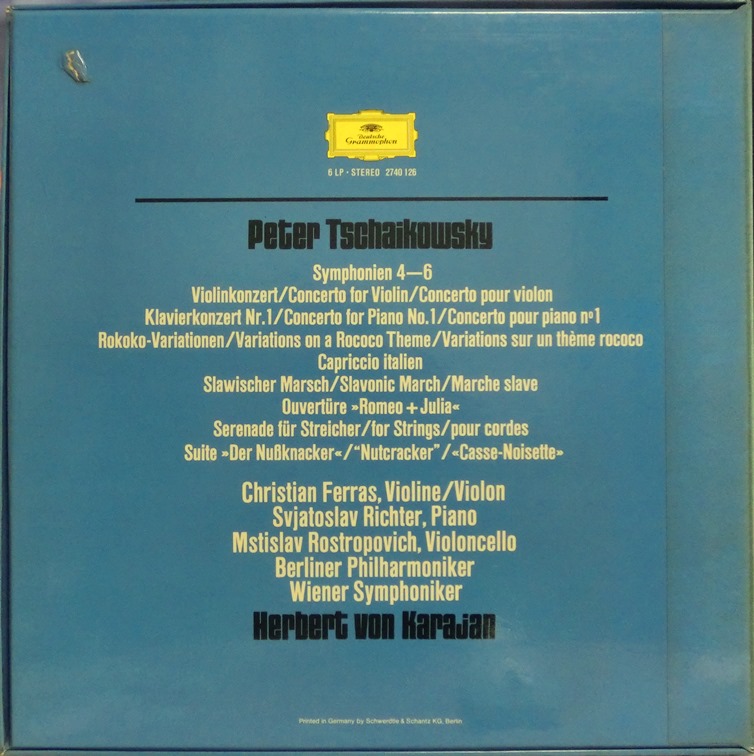 Deutsche
Grammophon
6 LP · STEREO 2740 126
Peter Tschaikowsky
Symphonien 4—6
Violinkonzert/Concerto for Violin/Concerto pour violon
Klavierkonzert Nr.1/Concerto for Piano No.1/Concerto pour piano nº1
Rokoko-Variationen/Variations on a Rococo Theme/Variations sur un thème rococo
Capriccio italien
Slawischer Marsch/Slavonic March/Marche slave
Ouvertüre »Romeo + Julia«
Serenade für Streicher/for Strings/pour cordes
Suite »Der Nußknacker«/“Nutcracker”/«Casse-Noisette»
Christian Ferras, Violine/Violon
Svjatoslav Richter, Piano
Mstislav Rostropovich, Violoncello
Berliner Philharmoniker
Wiener Symphoniker
Herbert von Karajan
Printed in Germany by Schwerdtle & Schantz KG, Berlin